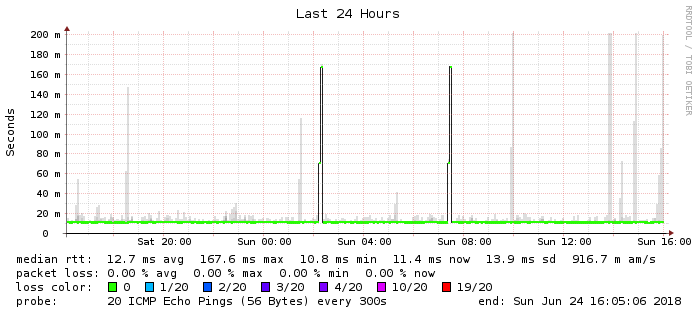 Last 24 Hours
RRDTOOL / TOBI OETIKER
Seconds
200 m
180 m
160 m
140 m
120 m
100 m
80 m
60 m
40 m
20 m
0
Sat 20:00 Sun 00:00 Sun 04:00 Sun 08:00 Sun 12:00 Sun 16:00
median rtt: 12.7 ms avg 167.6 ms max 10.8 ms min 11.4 ms now 13.9 ms sd 916.7 m am/s
packet loss: 0.00 % avg 0.00 % max 0.00 % min 0.00 % now
loss color: 0 1/20 2/20 3/20 4/20 10/20 19/20
probe: 20 ICMP Echo Pings (56 Bytes) every 300s end: Sun Jun 24 16:05:06 2018